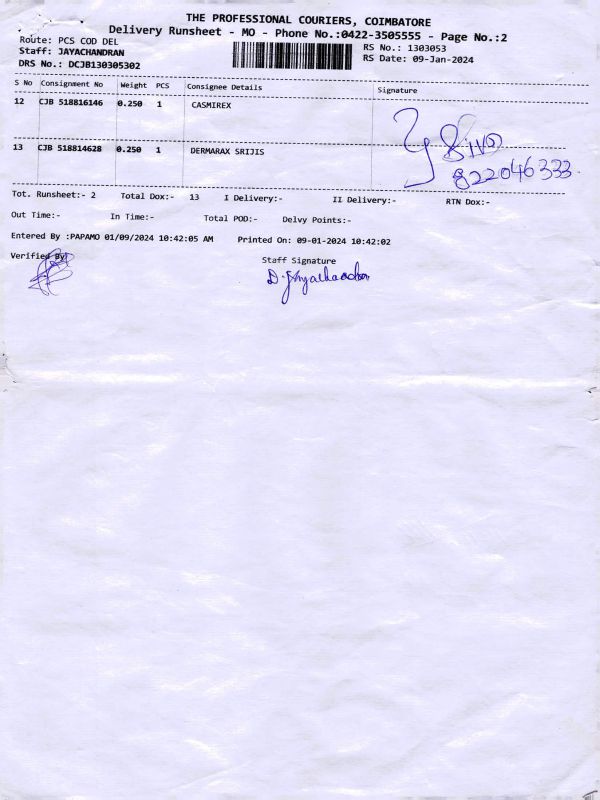 THE PROFESSIONAL COURIERS, COIMBATORE
Delivery Runsheet - MO - Phone No.:0422-3505555 - Page No.:2
Route: PCS COD DEL
RS No.: 1303053
Staff: JAYACHANDRAN
RS Date: 09-Jan-2024
DRS No.: DCJB130305302
S No Consignment No Weight PCS Consignee Details Signature
12 CJB 518816146 0.250 1 CASMIREX
Siva
13 CJB 518814628 0.250 1 DERMARAX SRIJIS
822046333
Tot. Runsheet:- 2 Total Dox:- 13 I Delivery:- II Delivery:- RTN Dox:-
Out Time:- In Time:- Total POD:- Delvy Points:-
Entered By :PAPAMO 01/09/2024 10:42:05 AM Printed On: 09-01-2024 10:42:02
Verified By
Staff Signature
D. Jayachandran